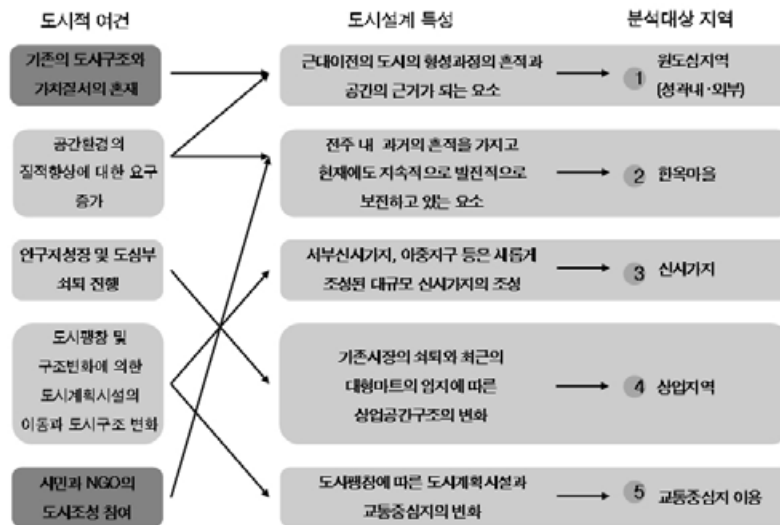 도시적 여건
도시설계 특성
분석대상 지역
기존의 도시구조와
가치질서의 혼재
근대이전의 도시의 형성과정의 흔적과
공간의 근거가 되는 요소
1 원도심지역
(성곽내·외부)
공간환경의
질적향상에 대한 요구
증가
전주 내 과거의 흔적을 가지고
현재에도 지속적으로 발전적으로
보전하고 있는 요소
2 한옥마을
인구저성장 및 도심부
쇠퇴 진행
서부신시가지, 아중지구 등은 새롭게
조성된 대규모 신시가지의 조성
3 신시가지
도시팽창 및
구조변화에 의한
도시계획시설의
이동과 도시구조 변화
기존시장의 쇠퇴와 최근의
대형마트의 입지에 따른
상업공간구조의 변화
4 상업지역
시민과 NGO의
도시조성 참여
도시팽창에 따른 도시계획시설과
교통중심지의 변화
5 교통중심지 이용